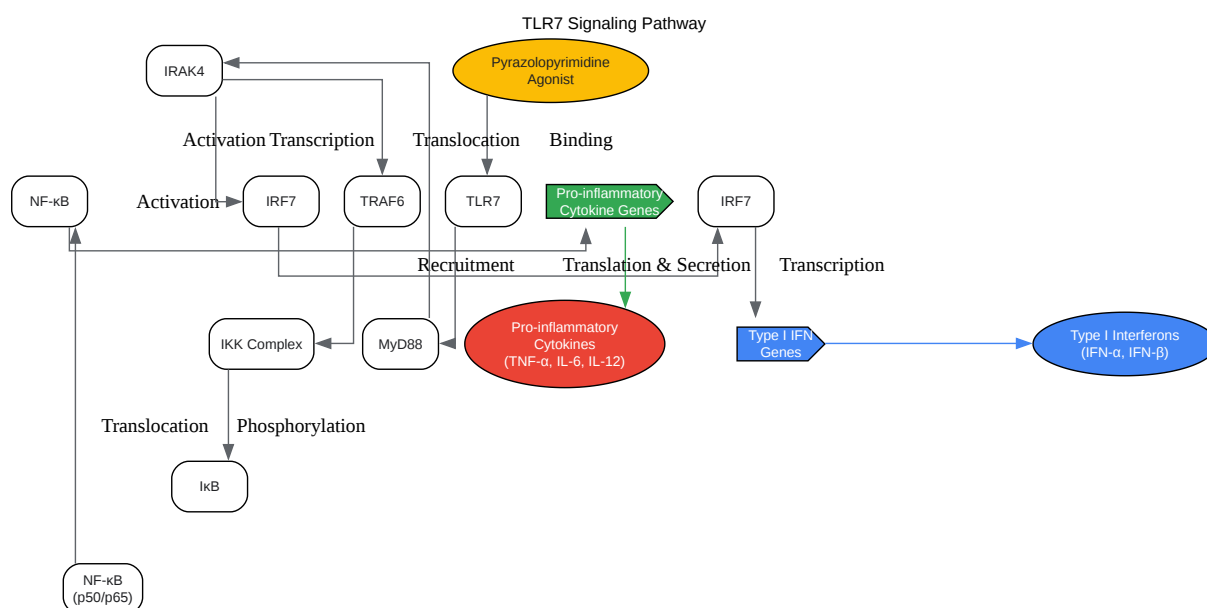 TLR7 Signaling Pathway
IRAK4
Pyrazolopyrimidine
Agonist
Activation
Transcription
Translocation
Binding
NF-κB
Activation
IRF7
TRAF6
TLR7
Pro-inflammatory
Cytokine Genes
IRF7
Recruitment
Translation & Secretion
Transcription
IKK Complex
MyD88
Pro-inflammatory
Cytokines
(TNF-α, IL-6, IL-12)
Type I IFN
Genes
Type I Interferons
(IFN-α, IFN-β)
Translocation
Phosphorylation
IκB
NF-κB
(p50/p65)